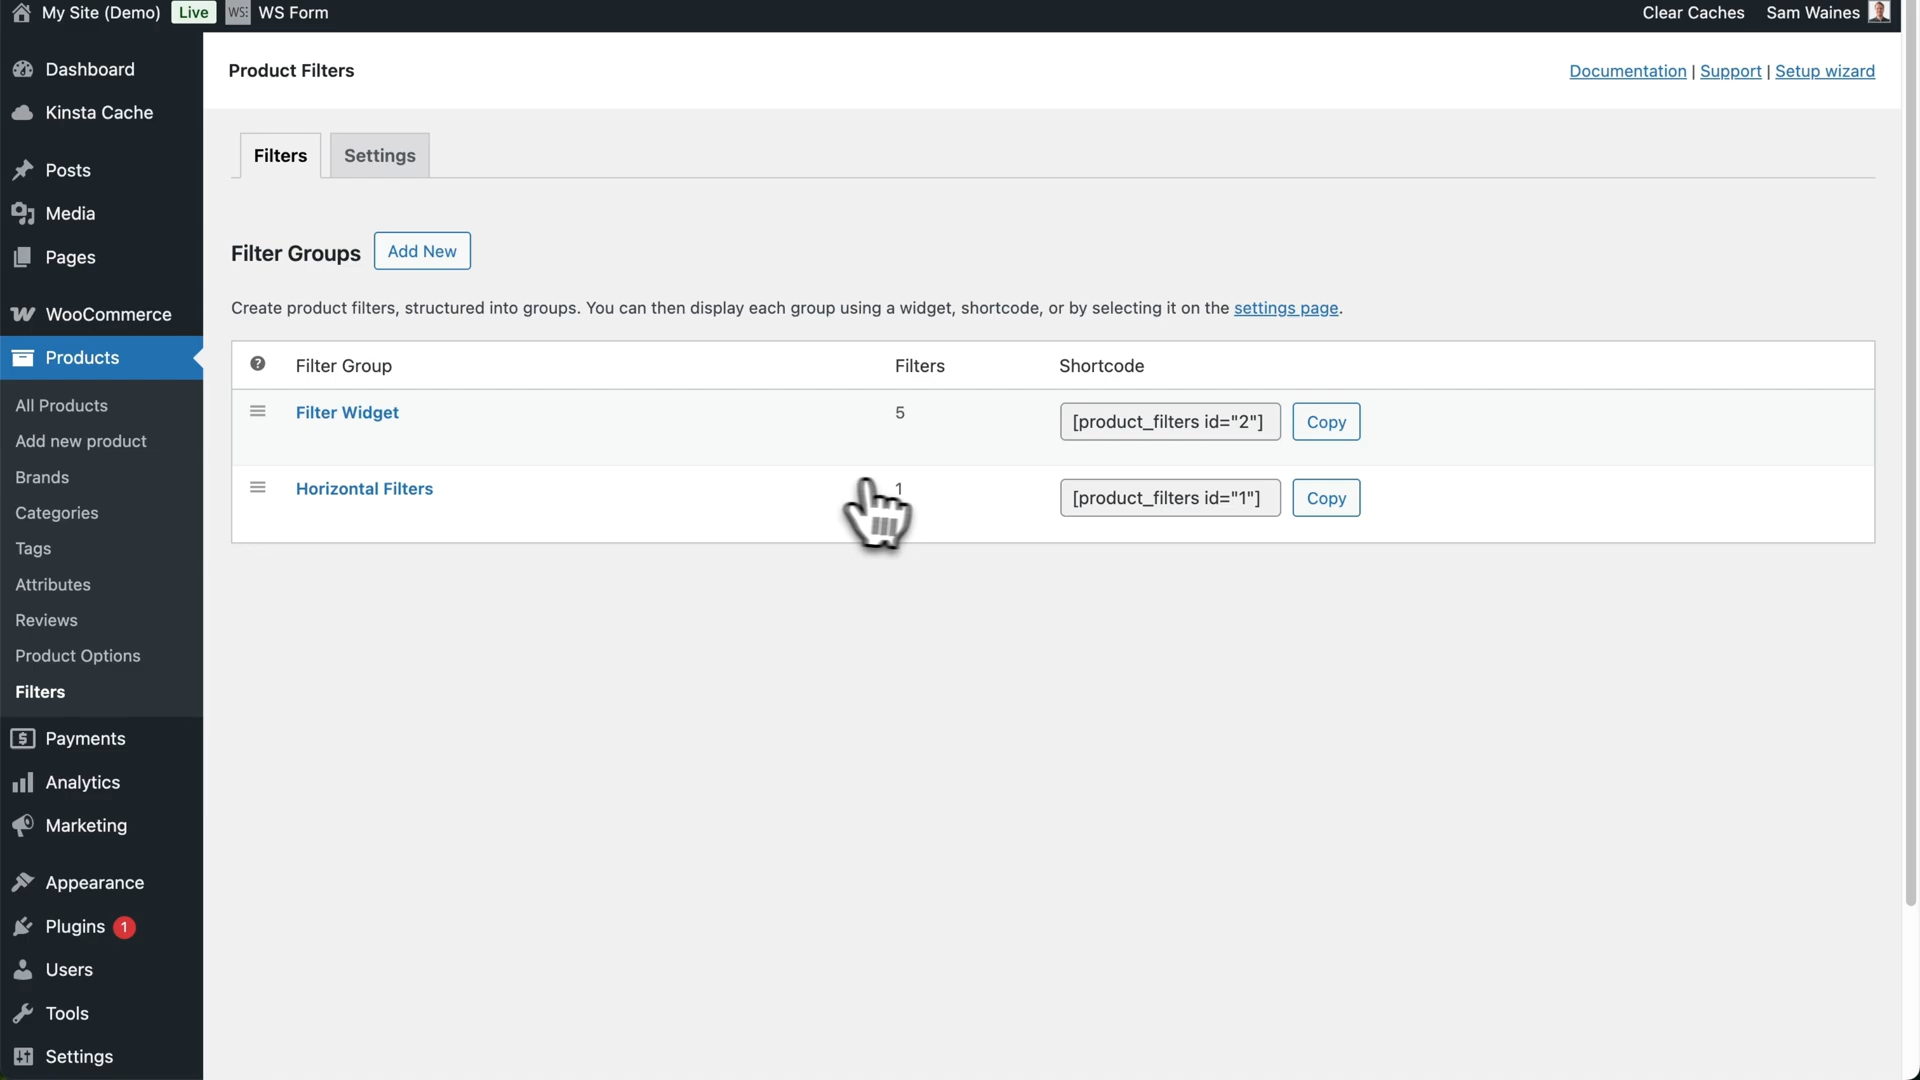 My Site (Demo) Live WS WS Form Clear Caches Sam Waines
Dashboard
Kinsta Cache
Posts
Media
Pages
WooCommerce
Products
All Products
Add new product
Brands
Categories
Tags
Attributes
Reviews
Product Options
Filters
Payments
Analytics
Marketing
Appearance
Plugins 1
Users
Tools
Settings
Product Filters
Documentation | Support | Setup wizard
Filters Settings
Filter Groups Add New
Create product filters, structured into groups. You can then display each group using a widget, shortcode, or by selecting it on the settings page.
? Filter Group Filters Shortcode
Filter Widget 5 [product_filters id="2"] Copy
Horizontal Filters 1 [product_filters id="1"] Copy